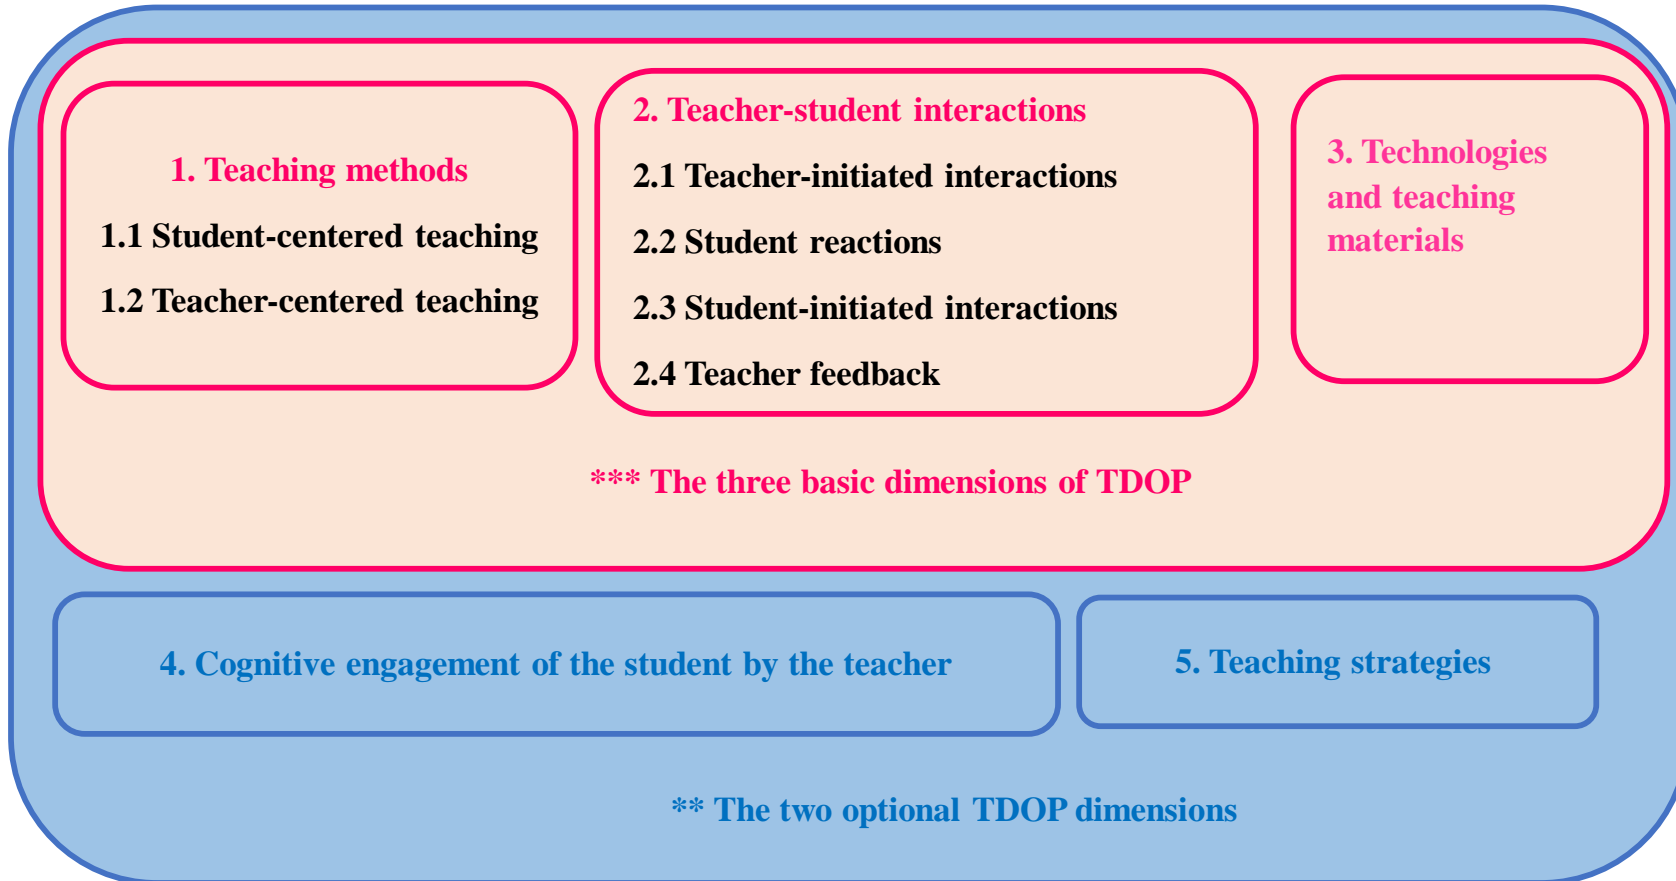 1. Teaching methods
1.1 Student-centered teaching
1.2 Teacher-centered teaching
2. Teacher-student interactions
2.1 Teacher-initiated interactions
2.2 Student reactions
2.3 Student-initiated interactions
2.4 Teacher feedback
3. Technologies
and teaching
materials
*** The three basic dimensions of TDOP
4. Cognitive engagement of the student by the teacher
5. Teaching strategies
** The two optional TDOP dimensions